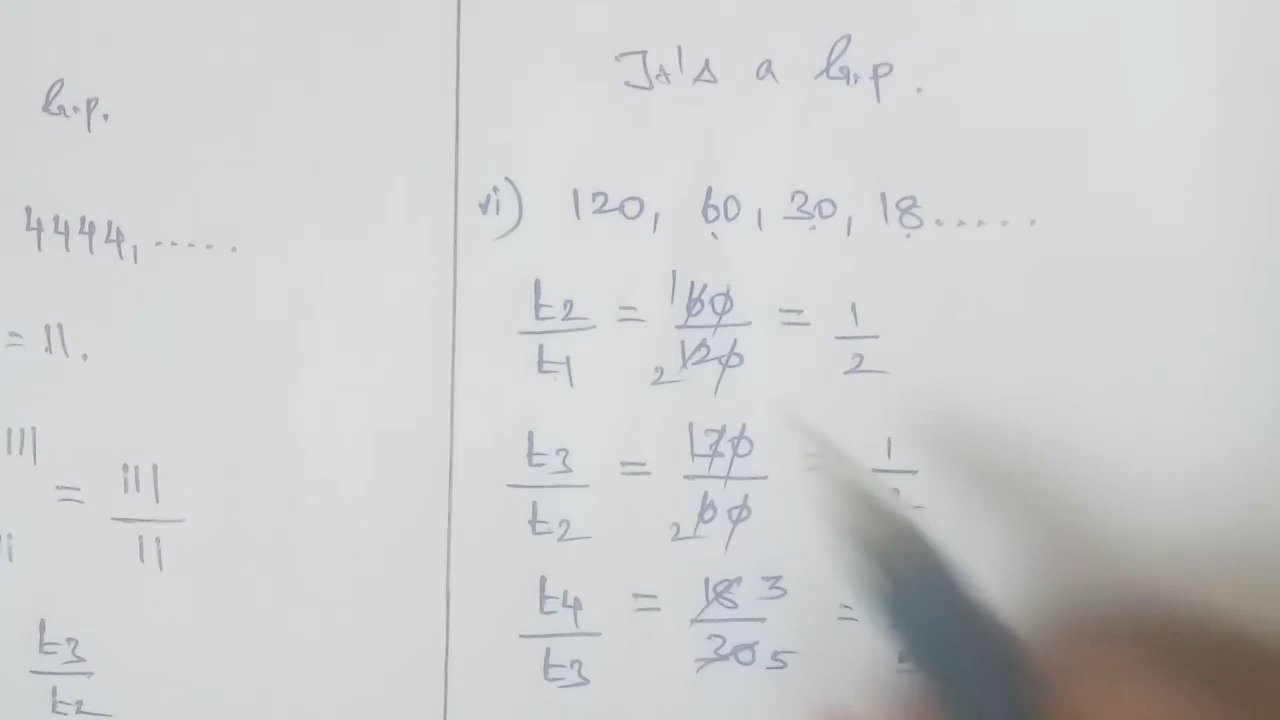 G.P.
4444, .....
= 11.
111
= 111/11
11
t3/t2
It's a G.P.
vi) 120, 60, 30, 18.....
t2/t1 = 60/120 = 1/2
t3/t2 = 30/60 = 1/
t4/t3 = 18 3/30 5 =